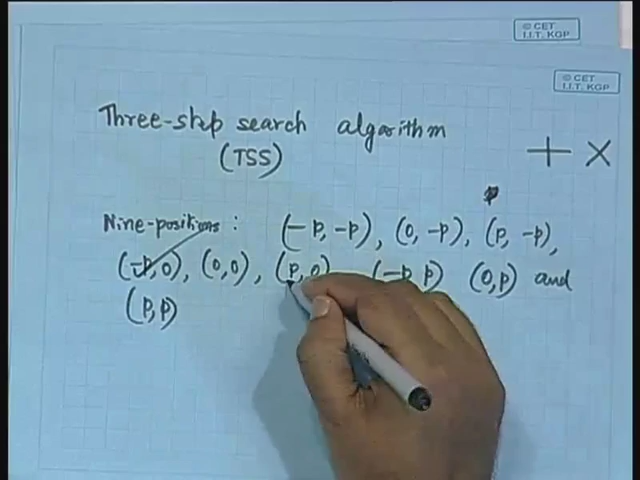 © CET
I.I.T. KGP
© CET
I.I.T. KGP
Three-step search algorithm
(TSS)
+ ×
P
Nine-positions : (-P, -P), (0, -P), (P, -P),
(-P, 0), (0, 0), (P, 0) (-P, P) (0, P) and
(P, P)